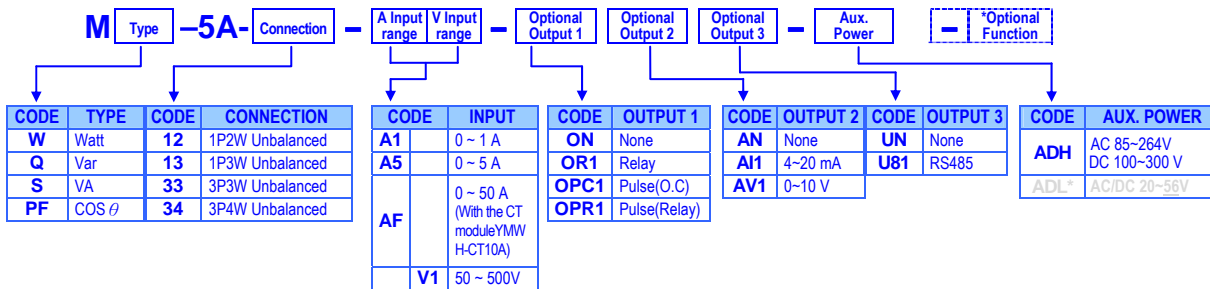 M Type –5A- Connection – A Input range V Input range – Optional Output 1 Optional Output 2 Optional Output 3 – Aux. Power – *Optional Function
CODE TYPE CODE CONNECTION
W Watt 12 1P2W Unbalanced
Q Var 13 1P3W Unbalanced
S VA 33 3P3W Unbalanced
PF COS θ 34 3P4W Unbalanced
CODE INPUT
A1 0 ~ 1 A
A5 0 ~ 5 A
AF 0 ~ 50 A
(With the CT
moduleYMW
H-CT10A)
V1 50 ~ 500V
CODE OUTPUT 1
ON None
OR1 Relay
OPC1 Pulse(O.C)
OPR1 Pulse(Relay)
CODE OUTPUT 2 CODE OUTPUT 3
AN None UN None
AI1 4~20 mA U81 RS485
AV1 0~10 V
CODE AUX. POWER
ADH AC 85~264V
DC 100~300 V
ADL* AC/DC 20~56V